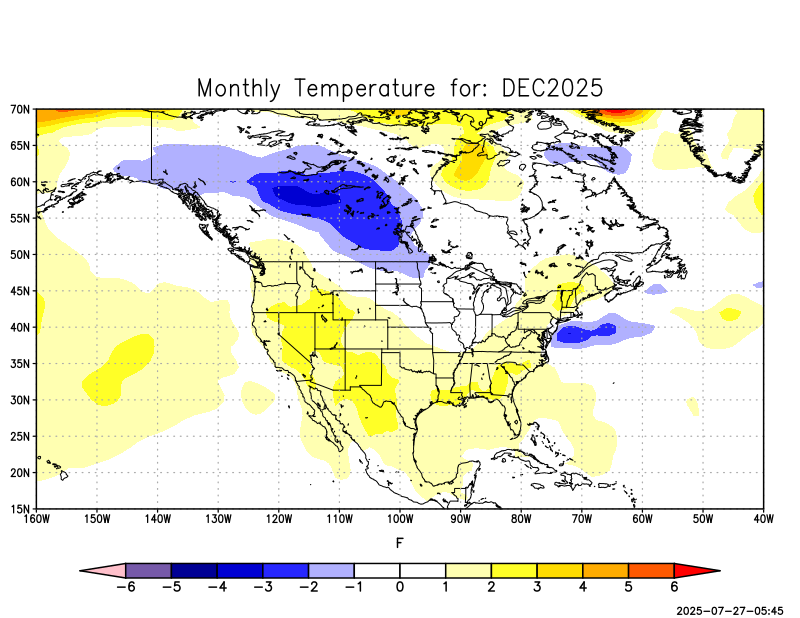 Monthly Temperature for: DEC2025
70N
65N
60N
55N
50N
45N
40N
35N
30N
25N
20N
15N
160W 150W 140W 130W 120W 110W 100W 90W 80W 70W 60W 50W 40W
F
-6 -5 -4 -3 -2 -1 0 1 2 3 4 5 6
2025-07-27-05:45